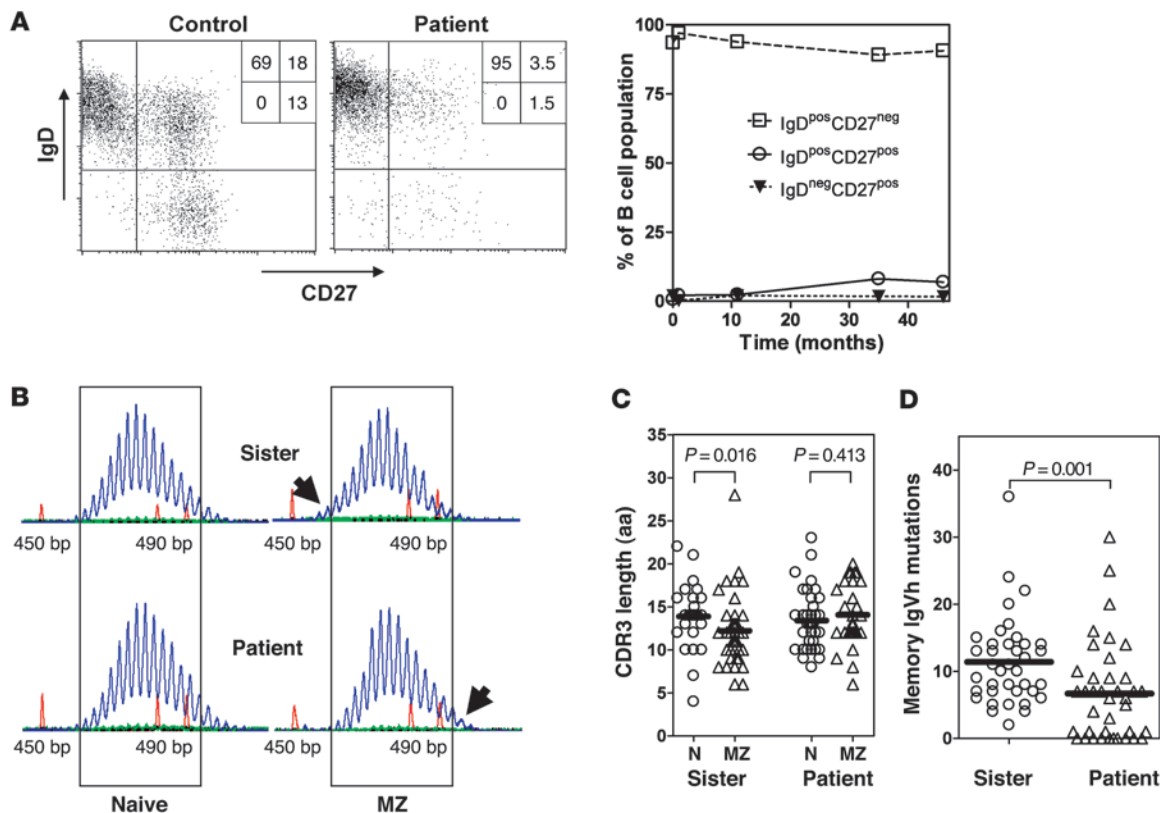 A
Control
Patient
69 18
0 13
95 3.5
0 1.5
IgD
CD27
% of B cell population
100
75
50
25
0
IgDposCD27neg
IgDposCD27pos
IgDnegCD27pos
0 10 20 30 40
Time (months)
B
Sister
450 bp 490 bp
450 bp 490 bp
Patient
450 bp 490 bp
450 bp 490 bp
Naive
MZ
C
CDR3 length (aa)
35
30
25
20
15
10
5
0
P = 0.016
P = 0.413
N MZ N MZ
Sister Patient
D
Memory IgVh mutations
40
30
20
10
0
P = 0.001
Sister Patient